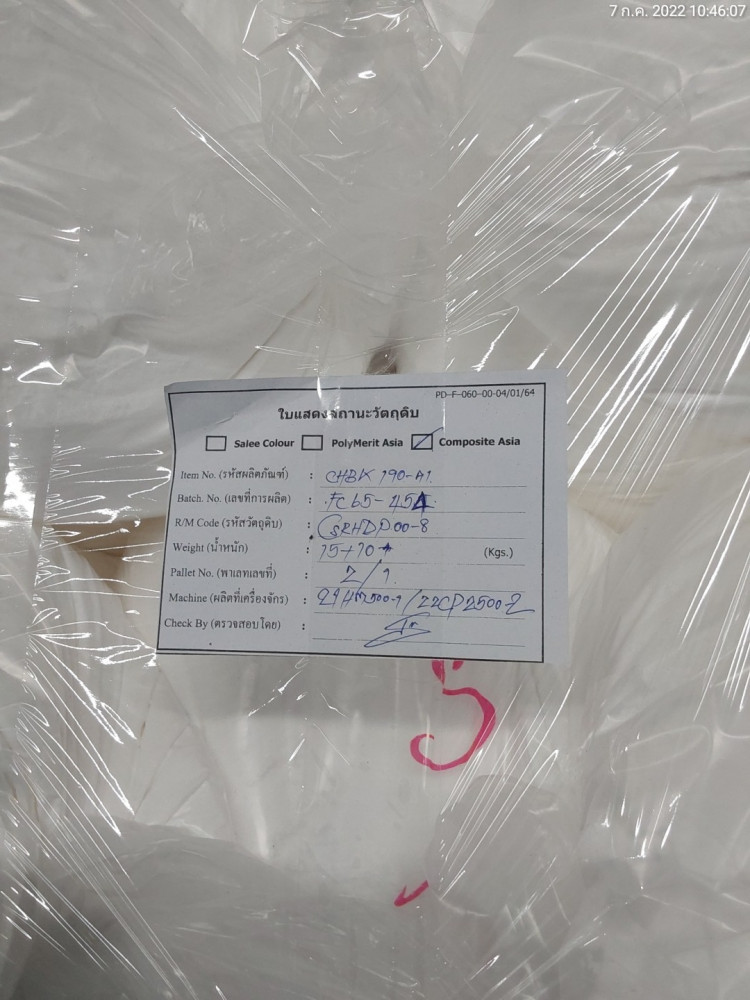 7 ก.ค. 2022 10:46:07
PD-F-060-00-04/01/64
ใบแสดงสถานะวัตถุดิบ
Salee Colour PolyMerit Asia Composite Asia
Item No. (รหัสผลิตภัณฑ์) : CHBK 190-A1.
Batch. No. (เลขที่การผลิต) : FC65-454
R/M Code (รหัสวัตถุดิบ) : CSRHDP00-8
Weight (น้ำหนัก) : 15+10 (Kgs.)
Pallet No. (พาเลทเลขที่) : 2/1.
Machine (ผลิตที่เครื่องจักร) : 21H2500-1/22CP2500-2
Check By (ตรวจสอบโดย) :
5